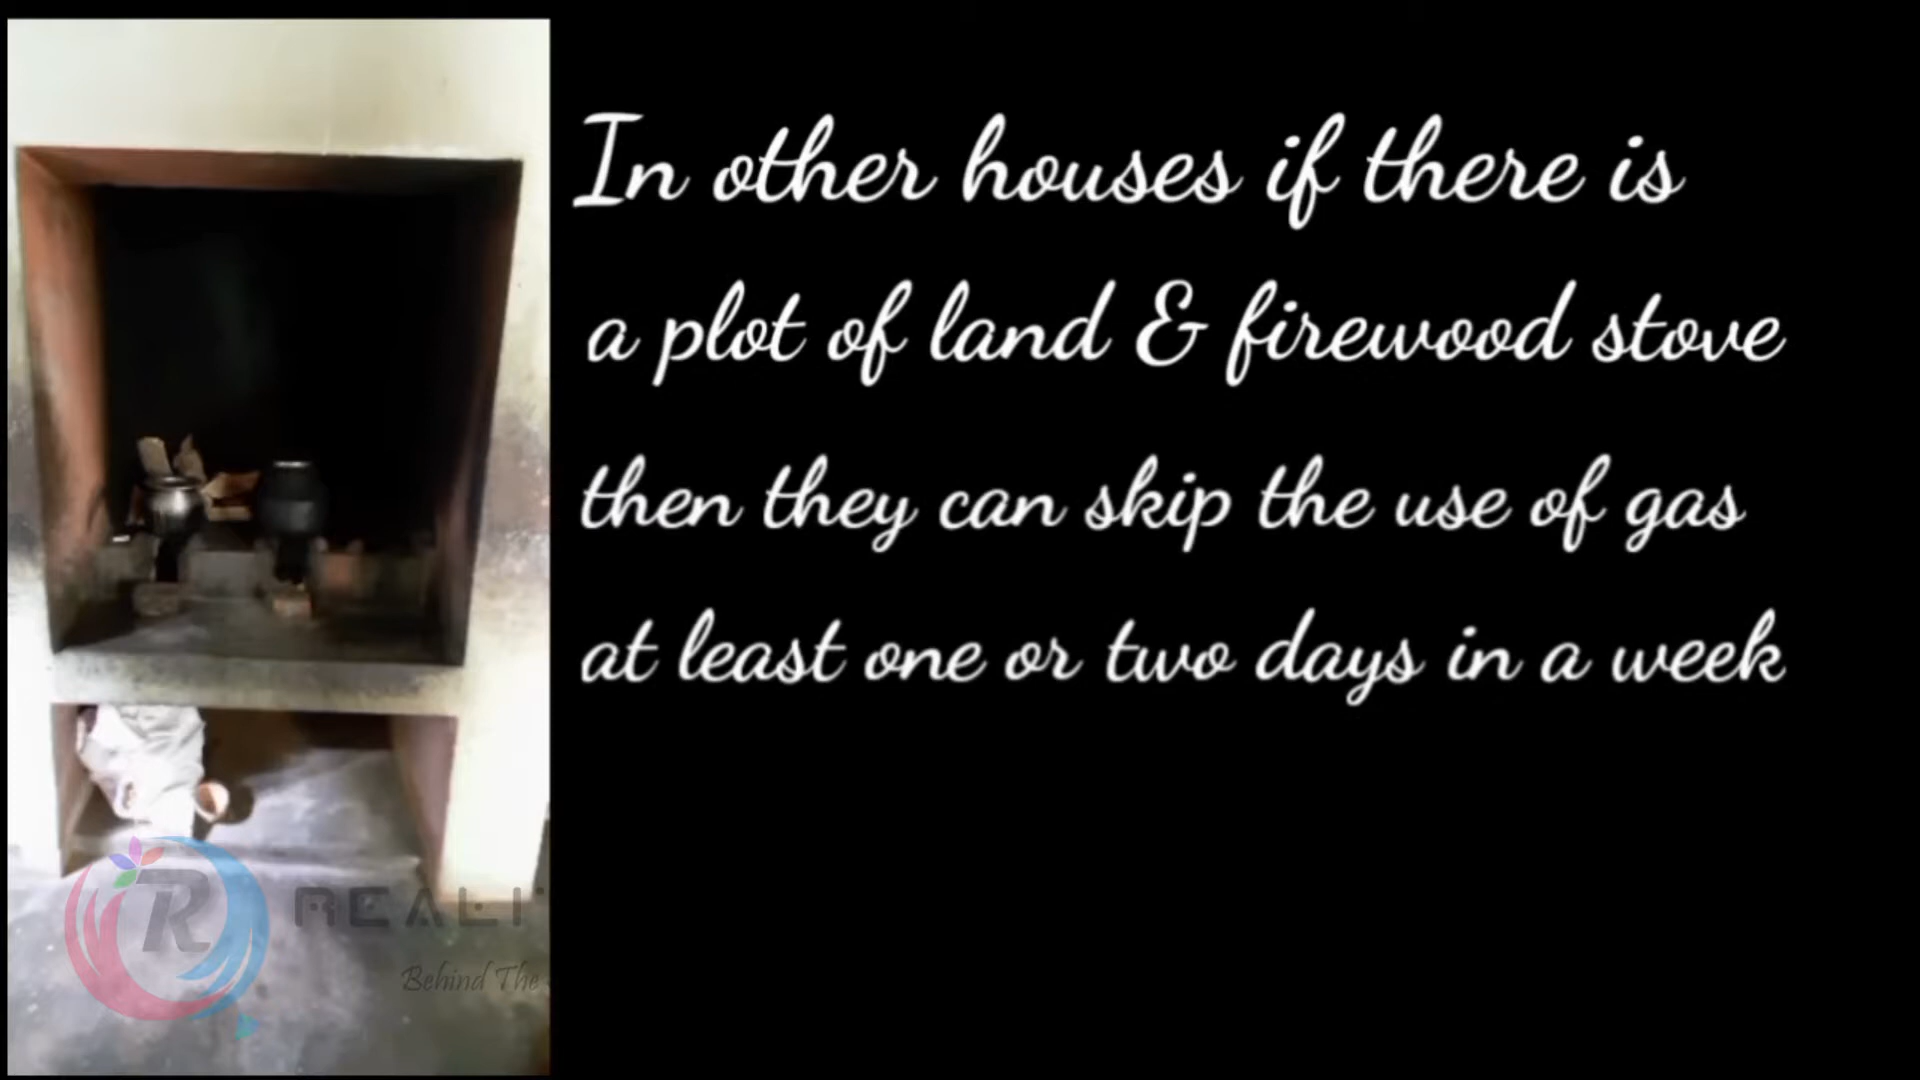 In other houses if there is
a plot of land & firewood stove
then they can skip the use of gas
at least one or two days in a week
R REALI
Behind The